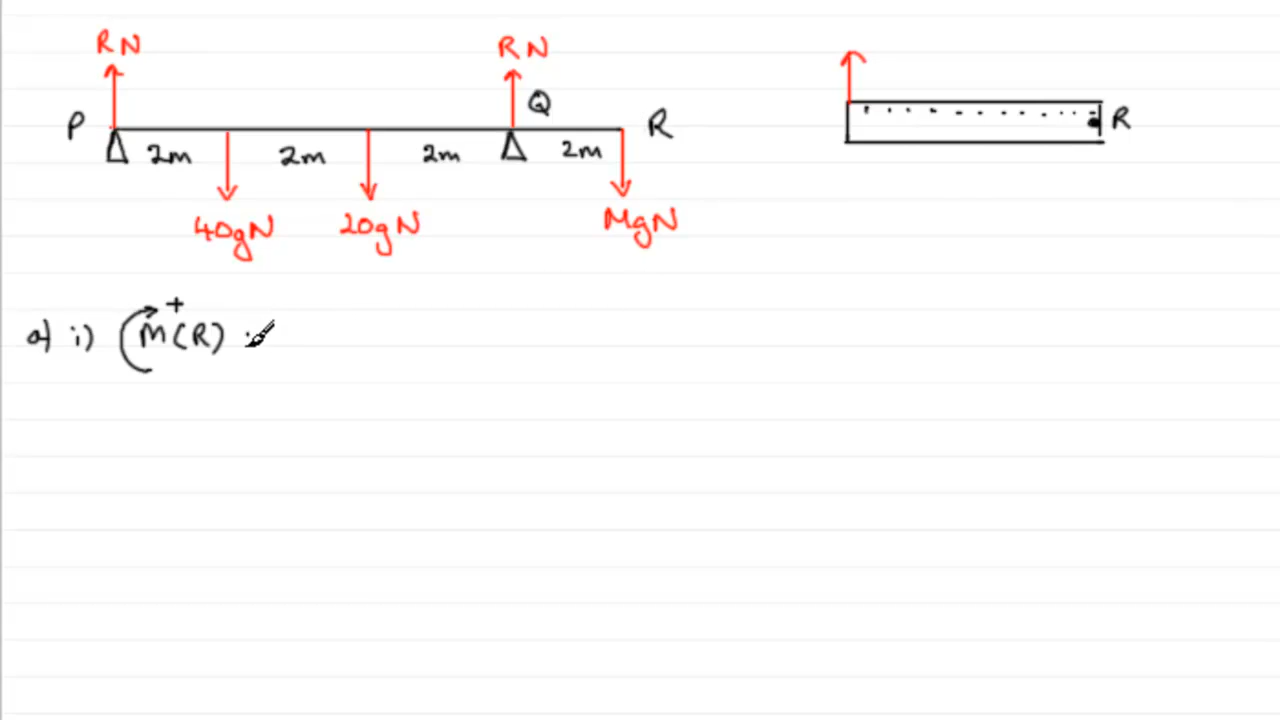 RN RN
P Q R R
2m 2m 2m 2m
40gN 20gN MgN
a) i) M(R) + :